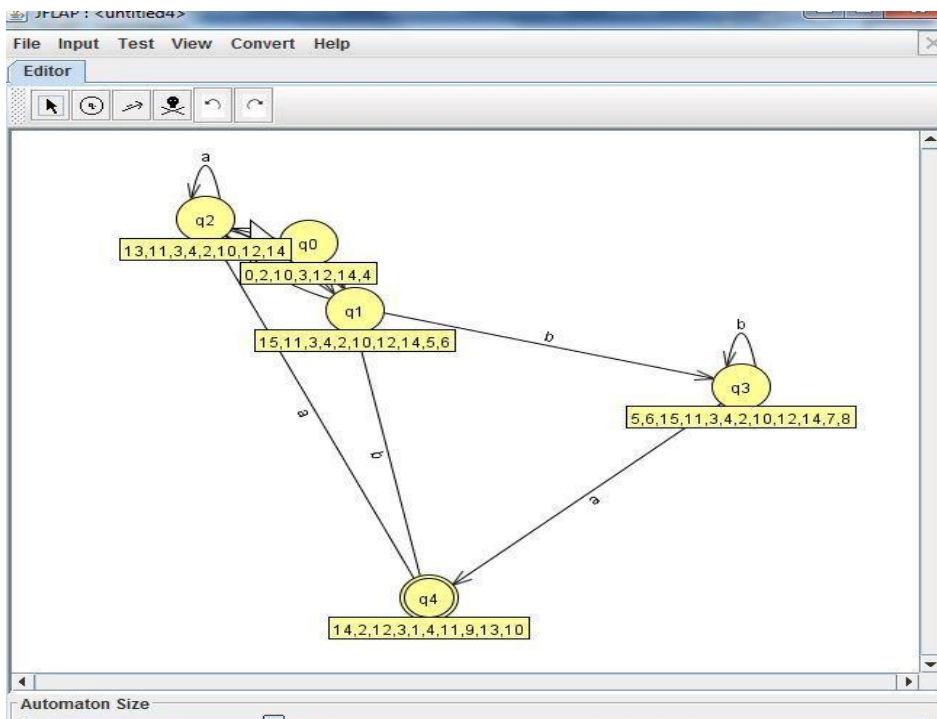 JFLAP : <untitled4>
File Input Test View Convert Help
Editor
a
q2
13,11,3,4,2,10,12,14
q0
0,2,10,3,12,14,4
q1
15,11,3,4,2,10,12,14,5,6
b
b
q3
5,6,15,11,3,4,2,10,12,14,7,8
a
b
a
q4
14,2,12,3,1,4,11,9,13,10
Automaton Size